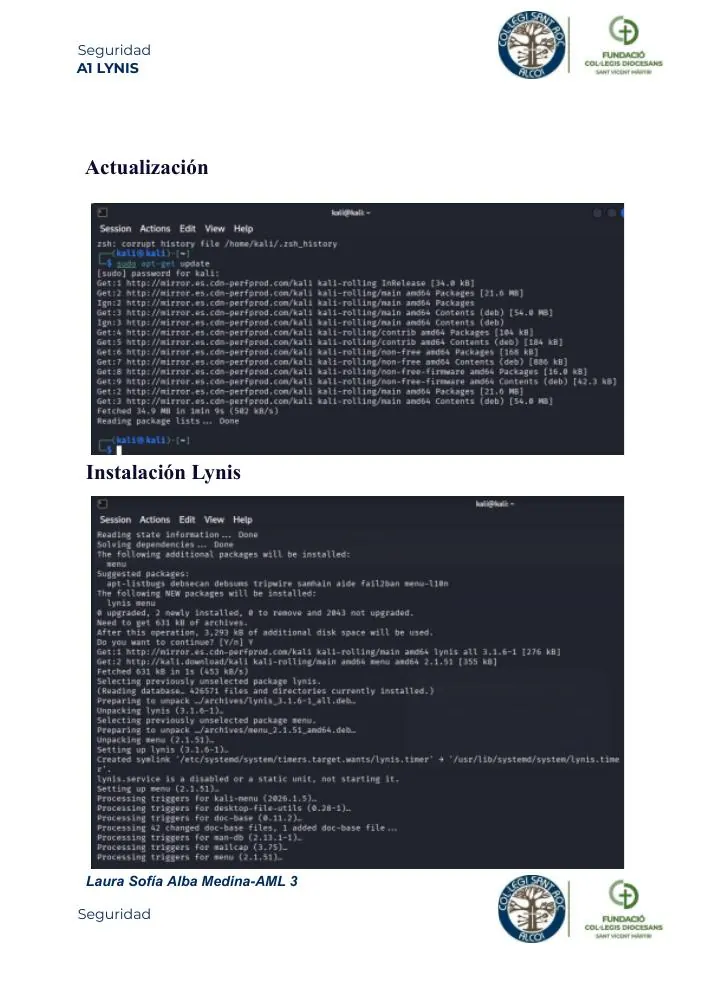 Seguridad
A1 LYNIS
COL·LEGI SANT ROC
ALCOI
FUNDACIÓ
COL·LEGIS DIOCESANS
SANT VICENT MÀRTIR
Actualización
kali@kali: ~
Session Actions Edit View Help
zsh: corrupt history file /home/kali/.zsh_history
(kali㉿kali)-[~]
$ sudo apt-get update
[sudo] password for kali:
Get:1 http://mirror.es.cdn-perfprod.com/kali kali-rolling InRelease [34.0 kB]
Get:2 http://mirror.es.cdn-perfprod.com/kali kali-rolling/main amd64 Packages [21.6 MB]
Ign:2 http://mirror.es.cdn-perfprod.com/kali kali-rolling/main amd64 Packages
Get:3 http://mirror.es.cdn-perfprod.com/kali kali-rolling/main amd64 Contents (deb) [54.0 MB]
Ign:3 http://mirror.es.cdn-perfprod.com/kali kali-rolling/main amd64 Contents (deb)
Get:4 http://mirror.es.cdn-perfprod.com/kali kali-rolling/contrib amd64 Packages [104 kB]
Get:5 http://mirror.es.cdn-perfprod.com/kali kali-rolling/contrib amd64 Contents (deb) [184 kB]
Get:6 http://mirror.es.cdn-perfprod.com/kali kali-rolling/non-free amd64 Packages [168 kB]
Get:7 http://mirror.es.cdn-perfprod.com/kali kali-rolling/non-free amd64 Contents (deb) [886 kB]
Get:8 http://mirror.es.cdn-perfprod.com/kali kali-rolling/non-free-firmware amd64 Packages [16.0 kB]
Get:9 http://mirror.es.cdn-perfprod.com/kali kali-rolling/non-free-firmware amd64 Contents (deb) [42.3 kB]
Get:2 http://mirror.es.cdn-perfprod.com/kali kali-rolling/main amd64 Packages [21.6 MB]
Get:3 http://mirror.es.cdn-perfprod.com/kali kali-rolling/main amd64 Contents (deb) [54.0 MB]
Fetched 34.9 MB in 1min 9s (502 kB/s)
Reading package lists... Done
(kali㉿kali)-[~]
$
Instalación Lynis
kali@kali: ~
Session Actions Edit View Help
Reading state information... Done
Solving dependencies... Done
The following additional packages will be installed:
menu
Suggested packages:
apt-listbugs debsecan debsums tripwire samhain aide fail2ban menu-l10n
The following NEW packages will be installed:
lynis menu
0 upgraded, 2 newly installed, 0 to remove and 2043 not upgraded.
Need to get 631 kB of archives.
After this operation, 3,293 kB of additional disk space will be used.
Do you want to continue? [Y/n] Y
Get:1 http://mirror.es.cdn-perfprod.com/kali kali-rolling/main amd64 lynis all 3.1.6-1 [276 kB]
Get:2 http://kali.download/kali kali-rolling/main amd64 menu amd64 2.1.51 [355 kB]
Fetched 631 kB in 1s (453 kB/s)
Selecting previously unselected package lynis.
(Reading database… 426571 files and directories currently installed.)
Preparing to unpack …/archives/lynis_3.1.6-1_all.deb…
Unpacking lynis (3.1.6-1)…
Selecting previously unselected package menu.
Preparing to unpack …/archives/menu_2.1.51_amd64.deb…
Unpacking menu (2.1.51)…
Setting up lynis (3.1.6-1)…
Created symlink '/etc/systemd/system/timers.target.wants/lynis.timer' → '/usr/lib/systemd/system/lynis.time
r'.
lynis.service is a disabled or a static unit, not starting it.
Setting up menu (2.1.51)…
Processing triggers for kali-menu (2026.1.5)…
Processing triggers for desktop-file-utils (0.28-1)…
Processing triggers for doc-base (0.11.2)…
Processing 42 changed doc-base files, 1 added doc-base file...
Processing triggers for man-db (2.13.1-1)…
Processing triggers for mailcap (3.75)…
Processing triggers for menu (2.1.51)…
Laura Sofía Alba Medina-AML 3
Seguridad
COL·LEGI SANT ROC
ALCOI
FUNDACIÓ
COL·LEGIS DIOCESANS
SANT VICENT MÀRTIR